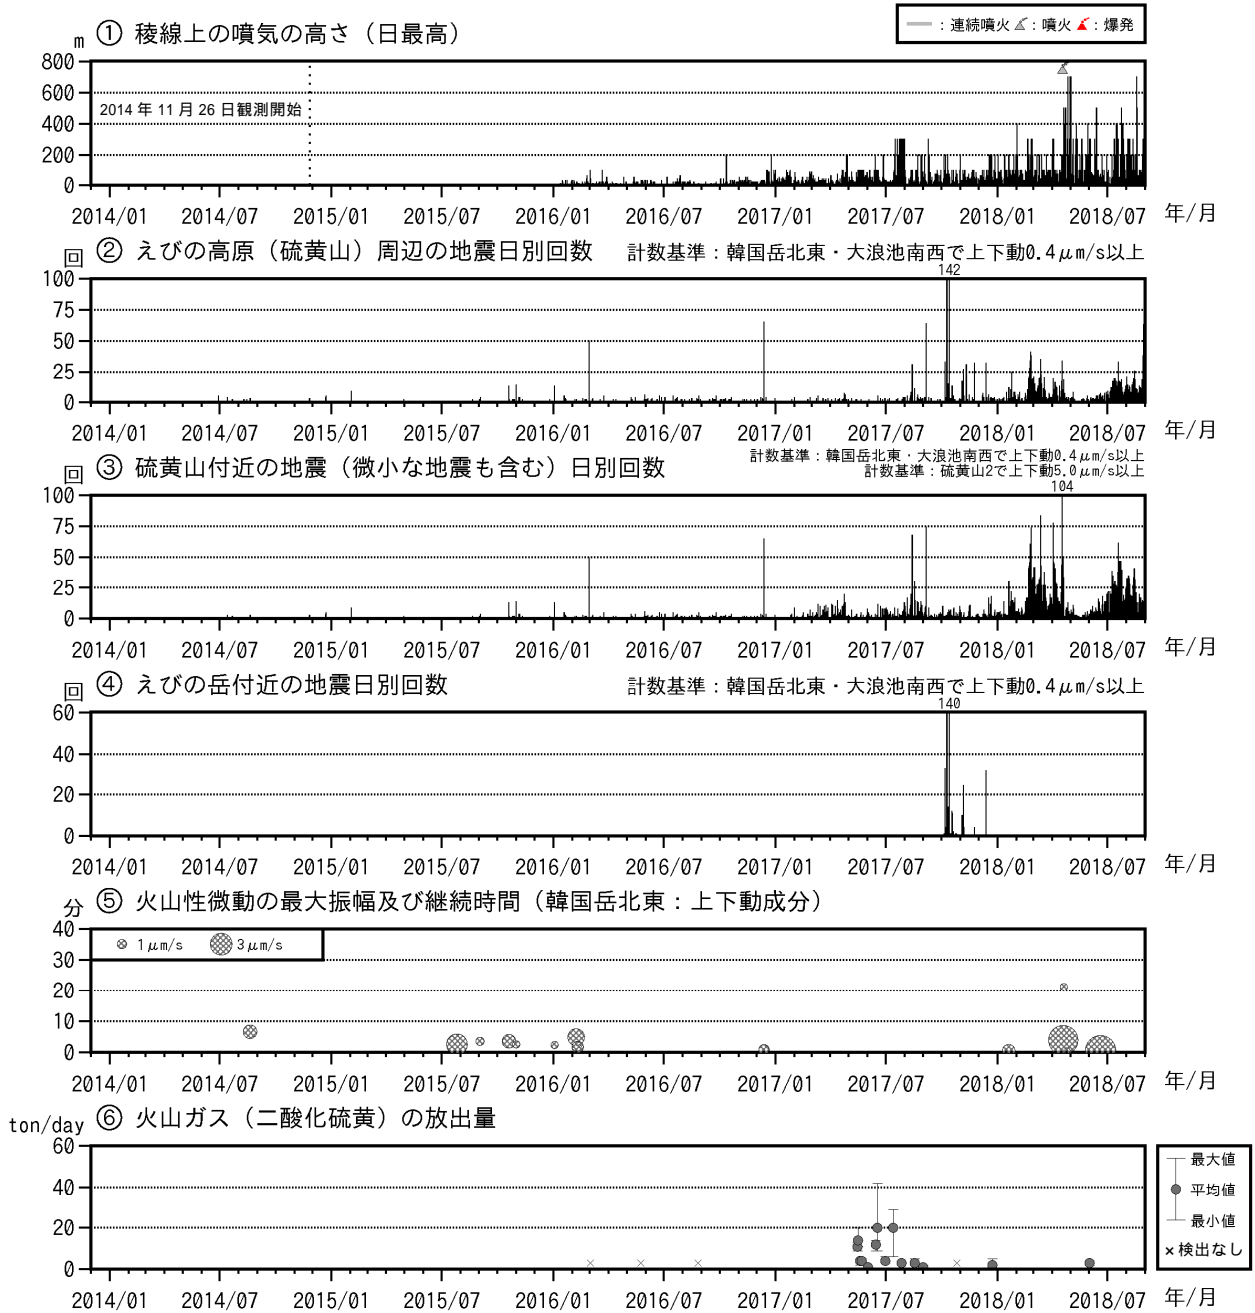 m ① 稜線上の噴気の高さ（日最高）
：連続噴火 ：噴火 ：爆発
800
600
2014年11月26日観測開始
400
200
0
2014/01 2014/07 2015/01 2015/07 2016/01 2016/07 2017/01 2017/07 2018/01 2018/07 年/月
回 ② えびの高原（硫黄山）周辺の地震日別回数 計数基準：韓国岳北東・大浪池南西で上下動0.4μm/s以上
142
100
75
50
25
0
2014/01 2014/07 2015/01 2015/07 2016/01 2016/07 2017/01 2017/07 2018/01 2018/07 年/月
回 ③ 硫黄山付近の地震（微小な地震も含む）日別回数
計数基準：韓国岳北東・大浪池南西で上下動0.4μm/s以上
計数基準：硫黄山2で上下動5.0μm/s以上
104
100
75
50
25
0
2014/01 2014/07 2015/01 2015/07 2016/01 2016/07 2017/01 2017/07 2018/01 2018/07 年/月
回 ④ えびの岳付近の地震日別回数 計数基準：韓国岳北東・大浪池南西で上下動0.4μm/s以上
140
60
40
20
0
2014/01 2014/07 2015/01 2015/07 2016/01 2016/07 2017/01 2017/07 2018/01 2018/07 年/月
分 ⑤ 火山性微動の最大振幅及び継続時間（韓国岳北東：上下動成分）
40
1μm/s 3μm/s
30
20
10
0
2014/01 2014/07 2015/01 2015/07 2016/01 2016/07 2017/01 2017/07 2018/01 2018/07 年/月
ton/day ⑥ 火山ガス（二酸化硫黄）の放出量
60
40
20
0
最大値
平均値
最小値
×検出なし
2014/01 2014/07 2015/01 2015/07 2016/01 2016/07 2017/01 2017/07 2018/01 2018/07 年/月